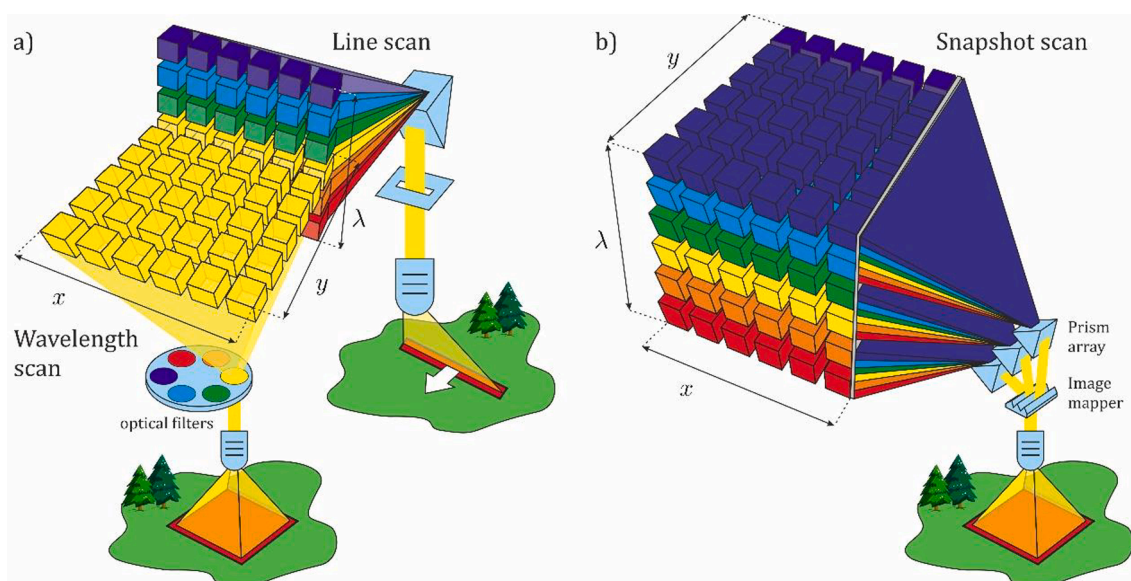 a)
Line scan
λ
y
x
Wavelength
scan
optical filters
b)
Snapshot scan
y
λ
x
Prism
array
Image
mapper